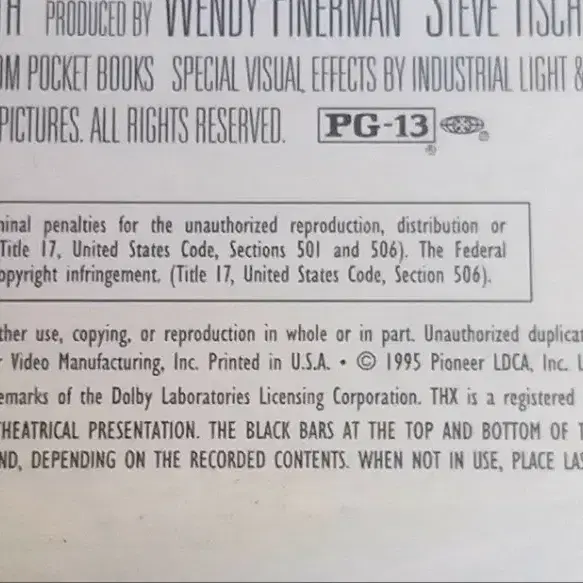 PRODUCED BY WENDY FINERMAN STEVE TISCH
OM POCKET BOOKS SPECIAL VISUAL EFFECTS BY INDUSTRIAL LIGHT &
PICTURES. ALL RIGHTS RESERVED. PG-13 ®
minal penalties for the unauthorized reproduction, distribution or
Title 17, United States Code, Sections 501 and 506). The Federal
opyright infringement. (Title 17, United States Code, Section 506).
ther use, copying, or reproduction in whole or in part. Unauthorized duplicat
r Video Manufacturing, Inc. Printed in U.S.A. • © 1995 Pioneer LDCA, Inc. L
emarks of the Dolby Laboratories Licensing Corporation. THX is a registered
THEATRICAL PRESENTATION. THE BLACK BARS AT THE TOP AND BOTTOM OF T
ND, DEPENDING ON THE RECORDED CONTENTS. WHEN NOT IN USE, PLACE LAS